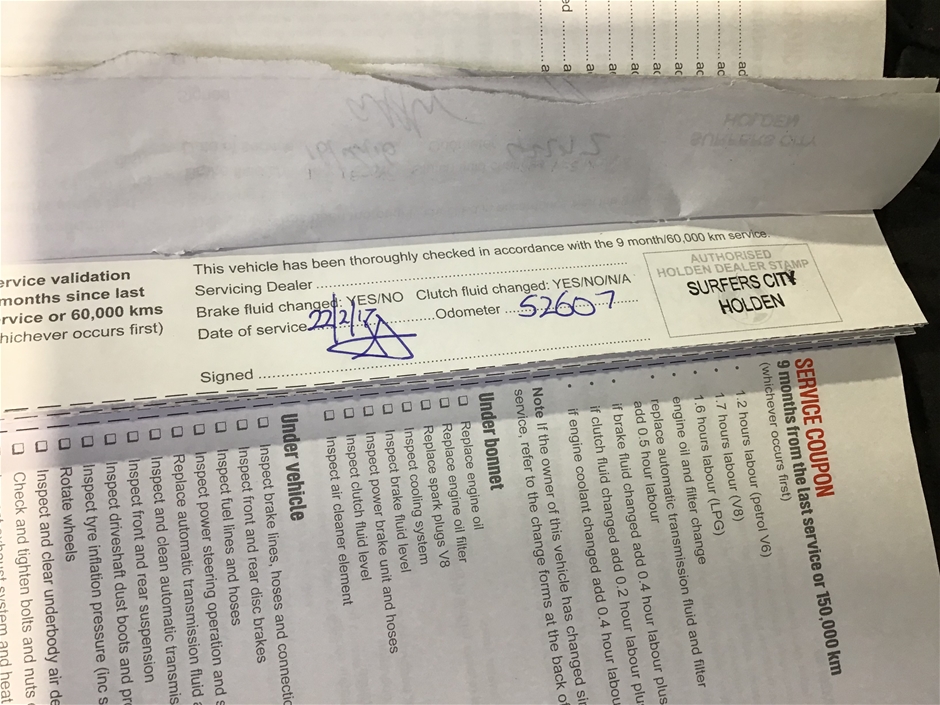 This vehicle has been thoroughly checked in accordance with the 9 month/60,000 km service.
Servicing Dealer
Brake fluid changed: YES/NO Clutch fluid changed: YES/NO/N/A
Date of service 22/2/17 Odometer 52607
Signed
AUTHORISED
HOLDEN DEALER STAMP
SURFERS CITY
HOLDEN
ervice validation
months since last
rvice or 60,000 kms
hichever occurs first)
SERVICE COUPON
9 months from the last service or 150,000 km
(whichever occurs first)
• 1.2 hours labour (petrol V6)
• 1.7 hours labour (V8)
• 1.6 hours labour (LPG)
• engine oil and filter change
• replace automatic transmission fluid and filter
add 0.5 hour labour
• if brake fluid changed add 0.4 hour labour plus
• if clutch fluid changed add 0.2 hour labour plu
• if engine coolant changed add 0.4 hour labou
Note If the owner of this vehicle has changed sin
service, refer to the change forms at the back of
Under bonnet
❑ Replace engine oil
❑ Replace engine oil filter
❑ Replace spark plugs V8
❑ Inspect cooling system
❑ Inspect brake fluid level
❑ Inspect power brake unit and hoses
❑ Inspect clutch fluid level
❑ Inspect air cleaner element
Under vehicle
❑ Inspect brake lines, hoses and connectio
❑ Inspect front and rear disc brakes
❑ Inspect fuel lines and hoses
❑ Inspect power steering operation and s
❑ Replace automatic transmission fluid a
❑ Inspect and clean automatic transmis
❑ Inspect front and rear suspension
❑ Inspect driveshaft dust boots and pr
❑ Inspect tyre inflation pressure (inc s
❑ Rotate wheels
❑ Inspect and clear underbody air de
❑ Check and tighten bolts and nuts